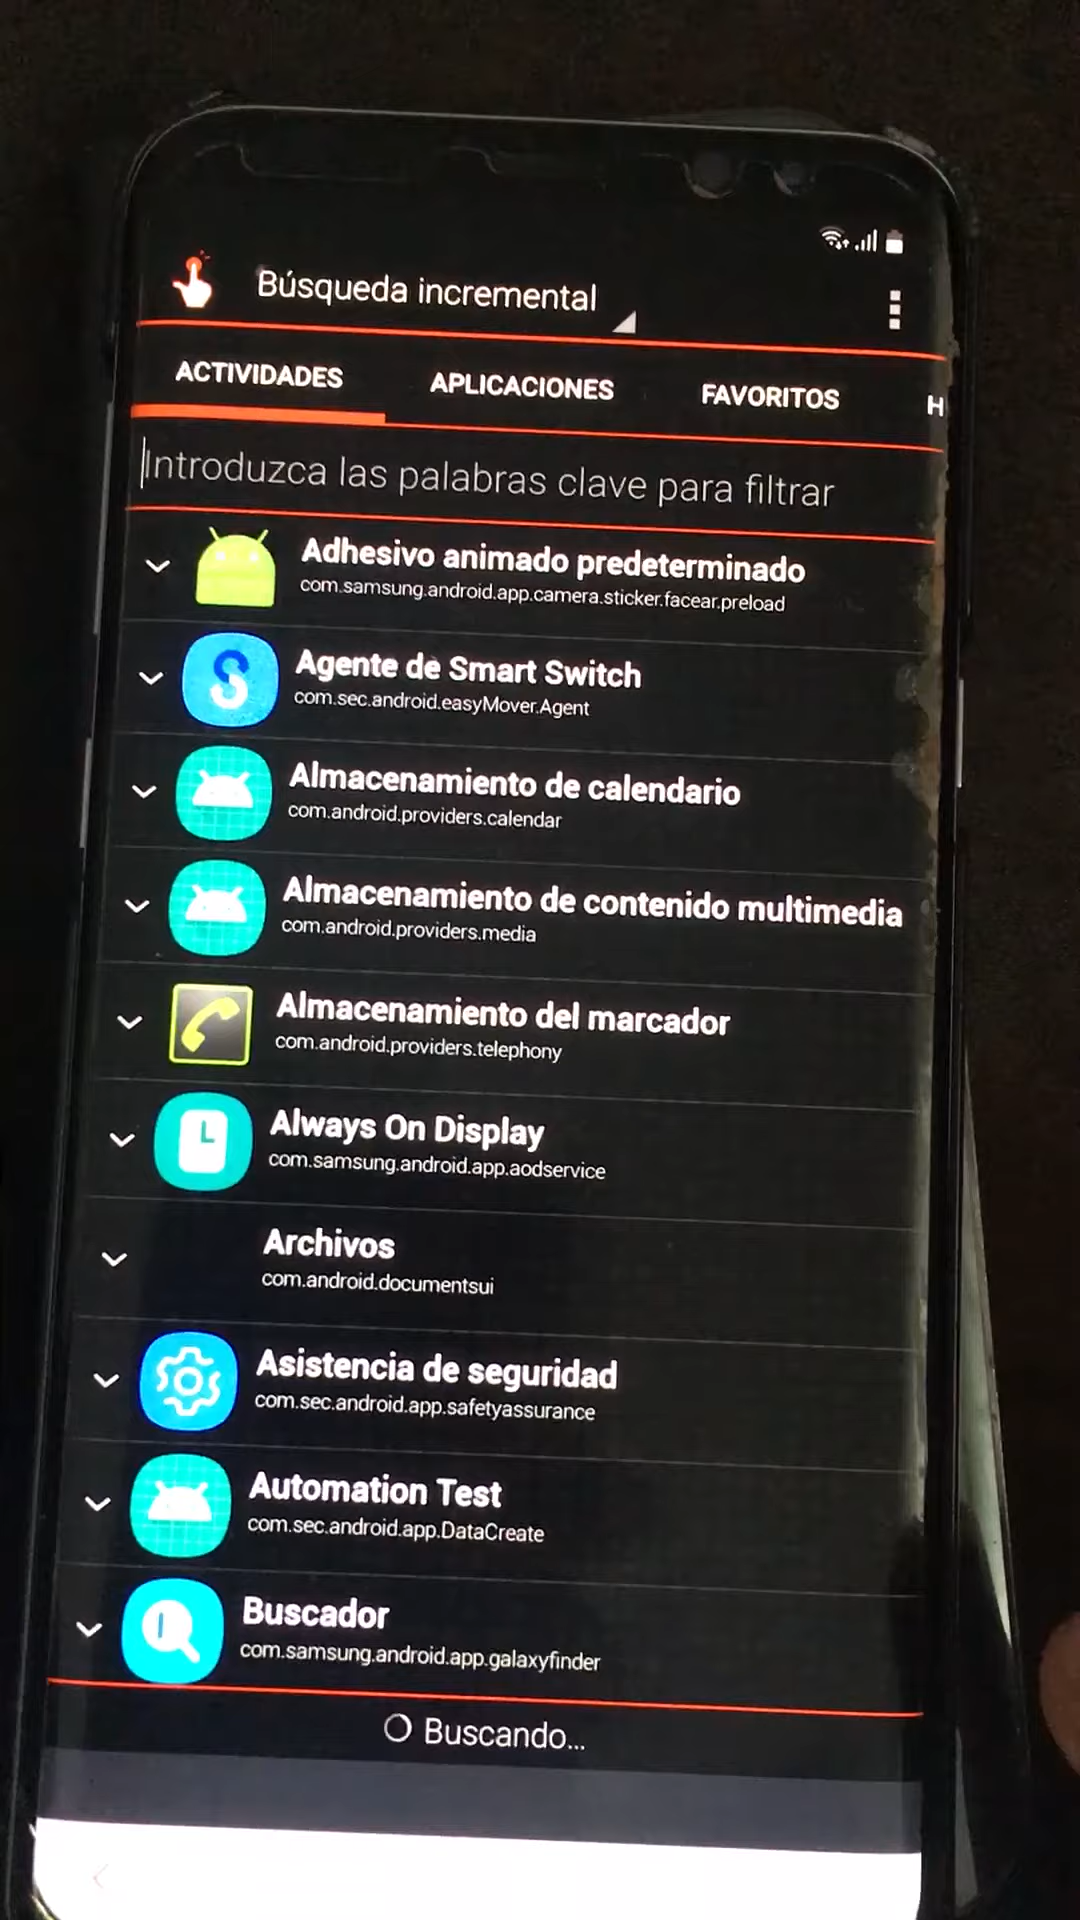 Búsqueda incremental
ACTIVIDADES
APLICACIONES
FAVORITOS
H
Introduzca las palabras clave para filtrar
Adhesivo animado predeterminado
com.samsung.android.app.camera.sticker.facear.preload
Agente de Smart Switch
com.sec.android.easyMover.Agent
Almacenamiento de calendario
com.android.providers.calendar
Almacenamiento de contenido multimedia
com.android.providers.media
Almacenamiento del marcador
com.android.providers.telephony
Always On Display
com.samsung.android.app.aodservice
Archivos
com.android.documentsui
Asistencia de seguridad
com.sec.android.app.safetyassurance
Automation Test
com.sec.android.app.DataCreate
Buscador
com.samsung.android.app.galaxyfinder
Buscando...